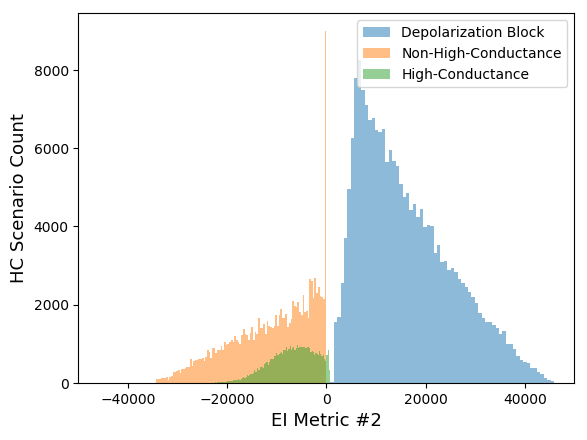 Depolarization Block
Non-High-Conductance
High-Conductance
HC Scenario Count
8000
6000
4000
2000
0
−40000 −20000 0 20000 40000
EI Metric #2